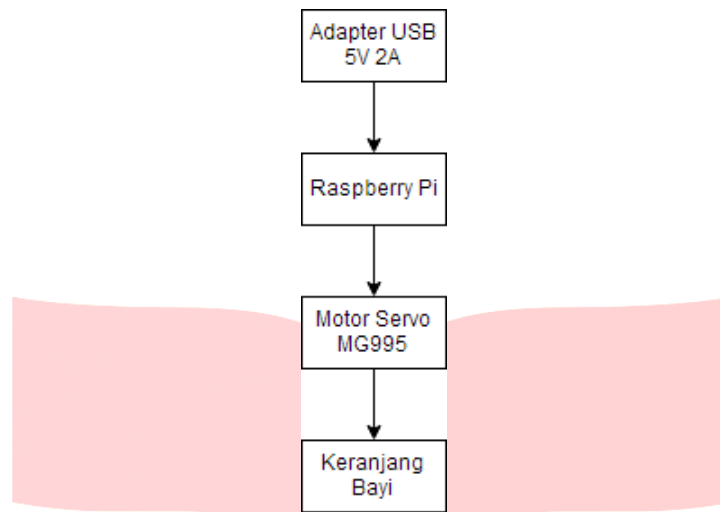 Adapter USB
5V 2A
Raspberry Pi
Motor Servo
MG995
Keranjang
Bayi